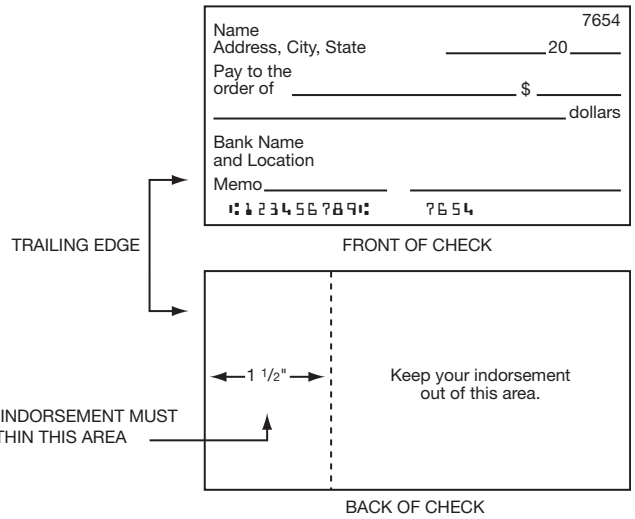 7654
Name
Address, City, State
20
Pay to the
order of $
dollars
Bank Name
and Location
Memo
⑆123456789⑆ 7654
TRAILING EDGE
FRONT OF CHECK
1 1/2"
Keep your indorsement
out of this area.
INDORSEMENT MUST
THIN THIS AREA
BACK OF CHECK